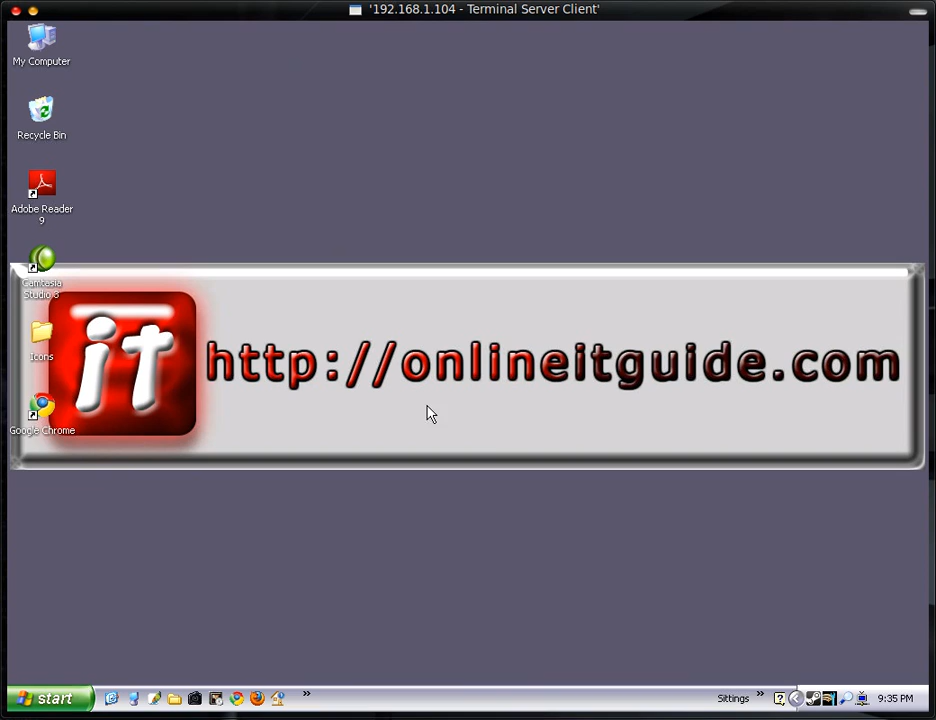 '192.168.1.104 - Terminal Server Client'
My Computer
Recycle Bin
Adobe Reader
9
Camtasia
Studio 8
Icons
Google Chrome
it
http://onlineitguide.com
start
»
Sittings
»
9:35 PM